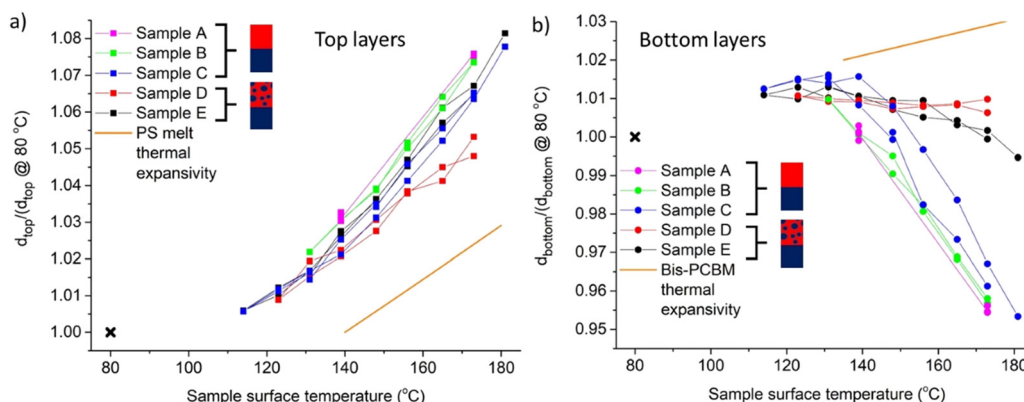 a)
1.08
1.07
1.06
1.05
1.04
1.03
1.02
1.01
1.00
d_top/(d_top) @ 80 °C
Sample A
Sample B
Sample C
Sample D
Sample E
PS melt
thermal
expansivity
Top layers
80
100
120
140
160
180
Sample surface temperature (°C)
b)
1.03
1.02
1.01
1.00
0.99
0.98
0.97
0.96
0.95
d_bottom/(d_bottom) @ 80 °C
Bottom layers
Sample A
Sample B
Sample C
Sample D
Sample E
Bis-PCBM
thermal
expansivity
80
100
120
140
160
180
Sample surface temperature (°C)